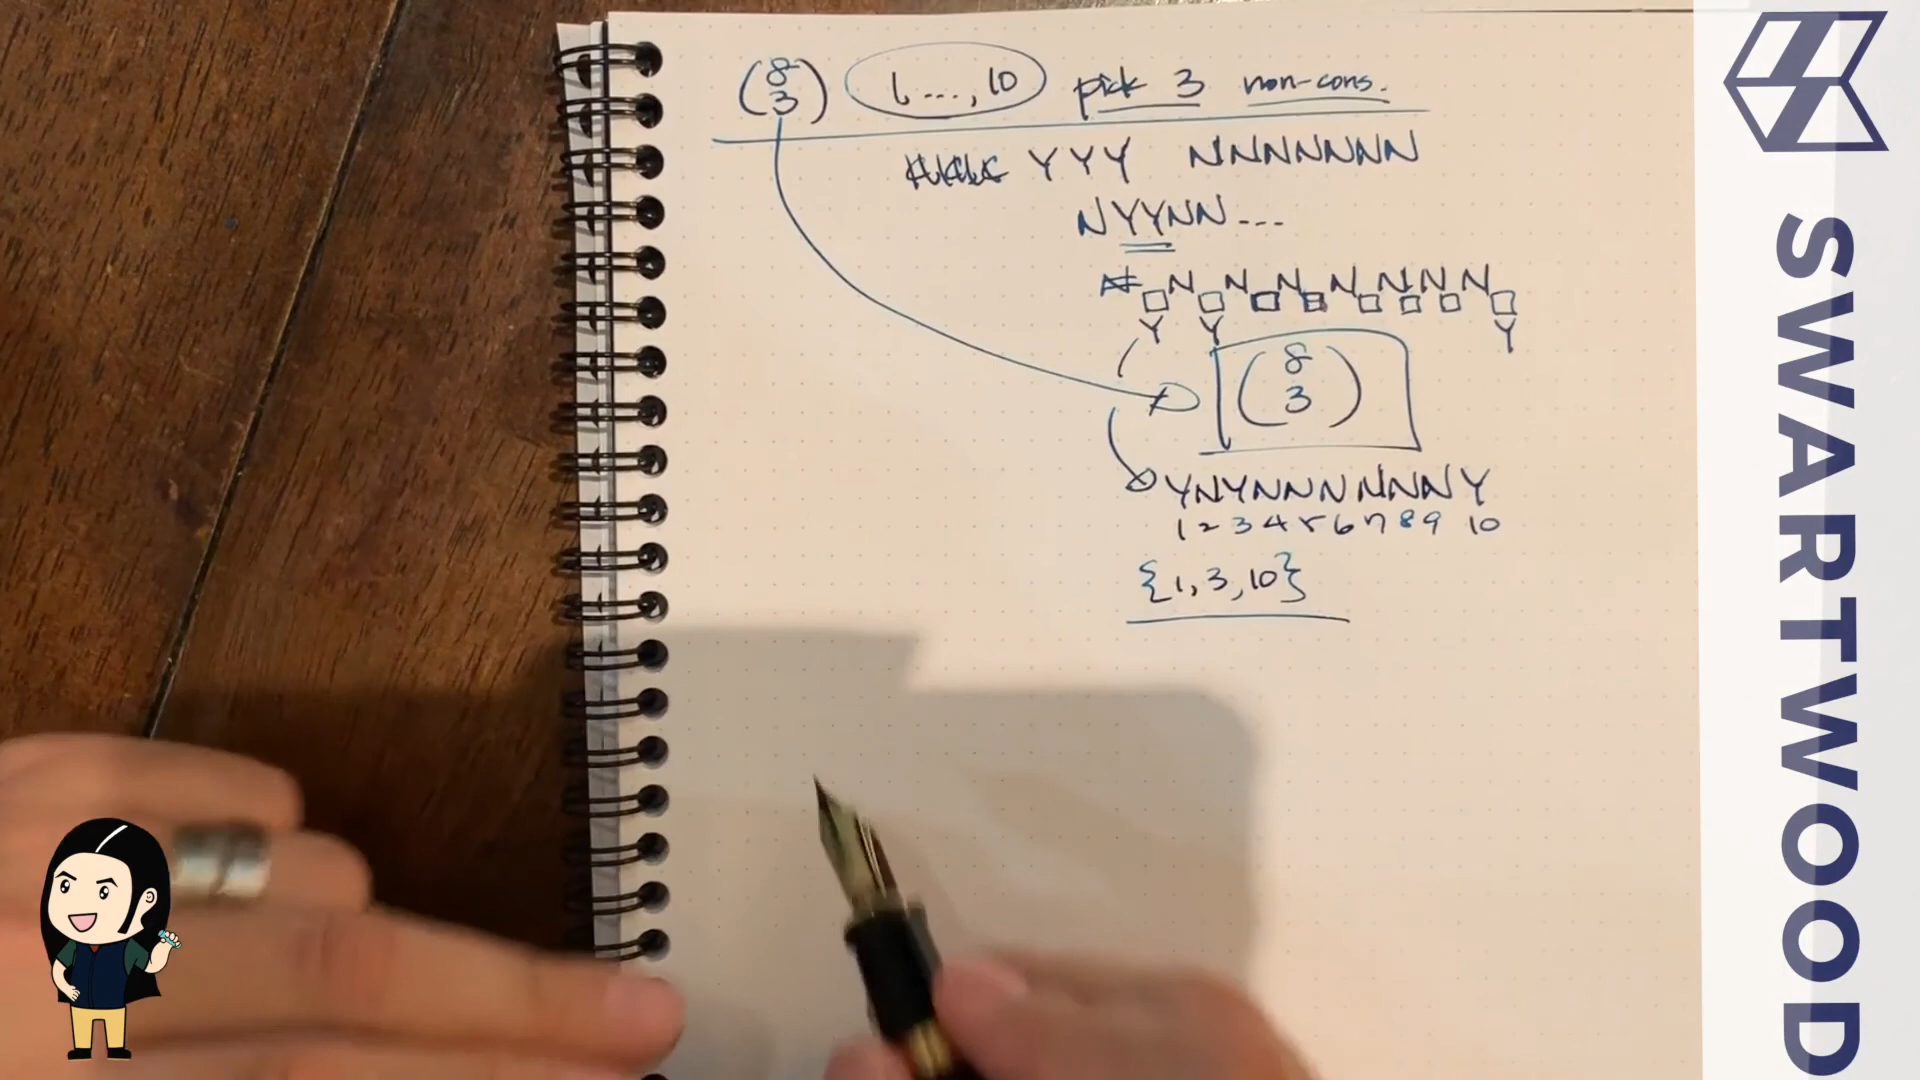 (8 3) 1, ..., 10 pick 3 non-cons.
YYY NNNNNNN
NYYNN...
N N N N N N N
Y Y Y
(8 3)
YNYNNNNNNY
1 2 3 4 5 6 7 8 9 10
{1, 3, 10}
SWARTWOOD